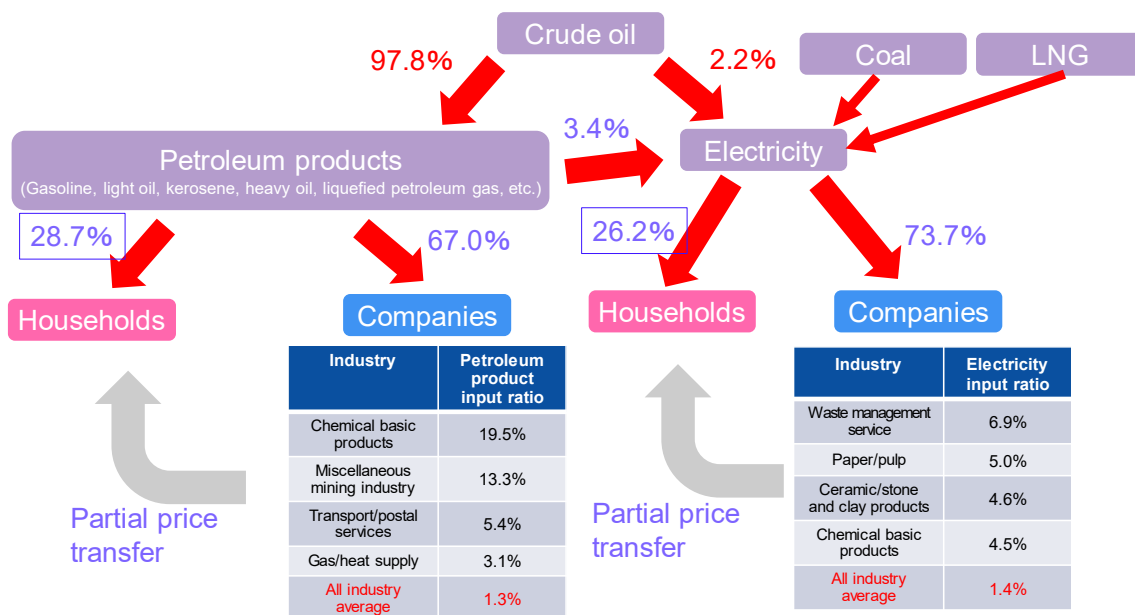 Crude oil
97.8%
2.2%
Coal
LNG
3.4%
Petroleum products
(Gasoline, light oil, kerosene, heavy oil, liquefied petroleum gas, etc.)
Electricity
28.7%
67.0%
26.2%
73.7%
Households
Companies
Households
Companies
Industry
Petroleum
product
input ratio
Chemical basic
products
19.5%
Miscellaneous
mining industry
13.3%
Transport/postal
services
5.4%
Gas/heat supply
3.1%
All industry
average
1.3%
Partial price
transfer
Industry
Electricity
input ratio
Waste management
service
6.9%
Paper/pulp
5.0%
Ceramic/stone
and clay products
4.6%
Chemical basic
products
4.5%
All industry
average
1.4%
Partial price
transfer